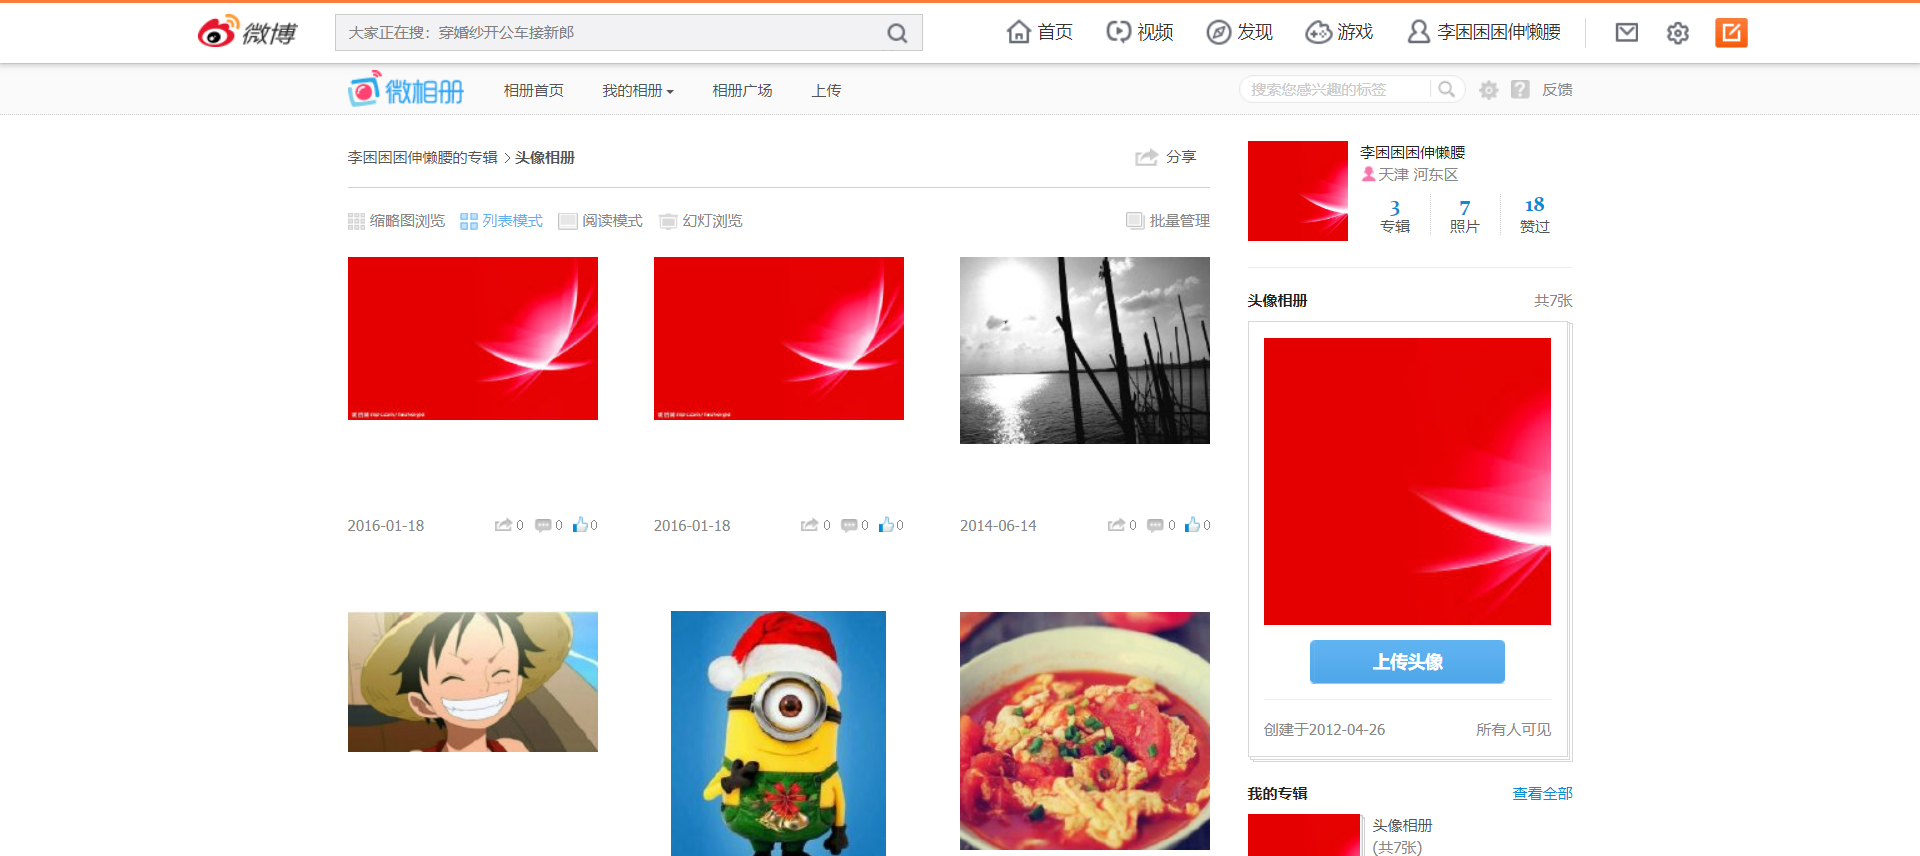 微博
大家正在搜：穿婚纱开公车接新郎
首页
视频
发现
游戏
李困困困伸懒腰
微相册
相册首页
我的相册
相册广场
上传
搜索您感兴趣的标签
?
反馈
李困困困伸懒腰的专辑 > 头像相册
分享
缩略图浏览
列表模式
阅读模式
幻灯浏览
批量管理
2016-01-18
0
0
0
2016-01-18
0
0
0
2014-06-14
0
0
0
李困困困伸懒腰
天津 河东区
3
专辑
7
照片
18
赞过
头像相册
共7张
上传头像
创建于2012-04-26
所有人可见
我的专辑
查看全部
头像相册
(共7张)